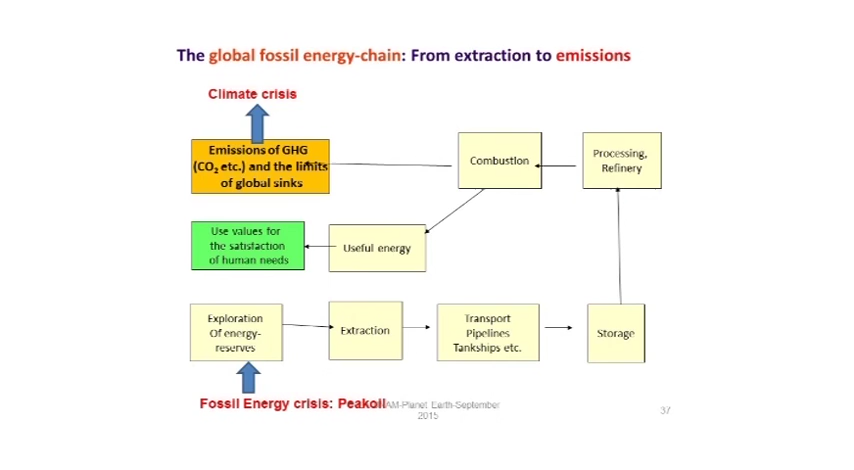 The global fossil energy-chain: From extraction to emissions
Climate crisis
Emissions of GHG
(CO₂ etc.) and the limits
of global sinks
Combustion
Processing,
Refinery
Use values for
the satisfaction
of human needs
Useful energy
Exploration
Of energy-
reserves
Extraction
Transport
Pipelines
Tankships etc.
Storage
Fossil Energy crisis: Peakoil
AM-Planet Earth-September
2015
37